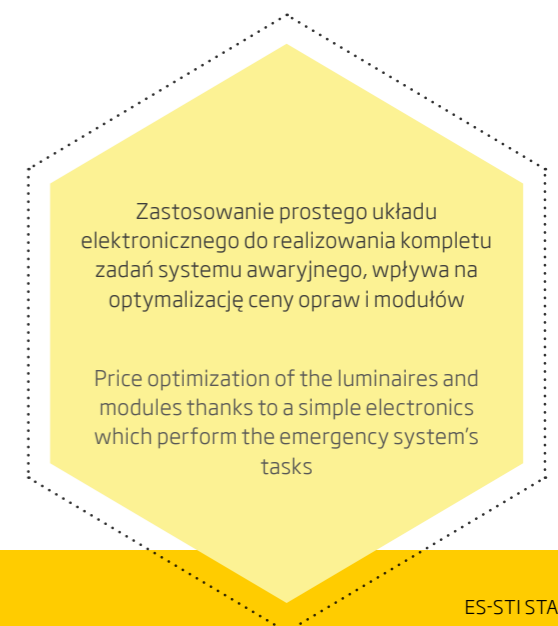 Zastosowanie prostego układu
elektronicznego do realizowania kompletu
zadań systemu awaryjnego, wpływa na
optymalizację ceny opraw i modułów
Price optimization of the luminaires and
modules thanks to a simple electronics
which perform the emergency system's
tasks
ES-STI STA